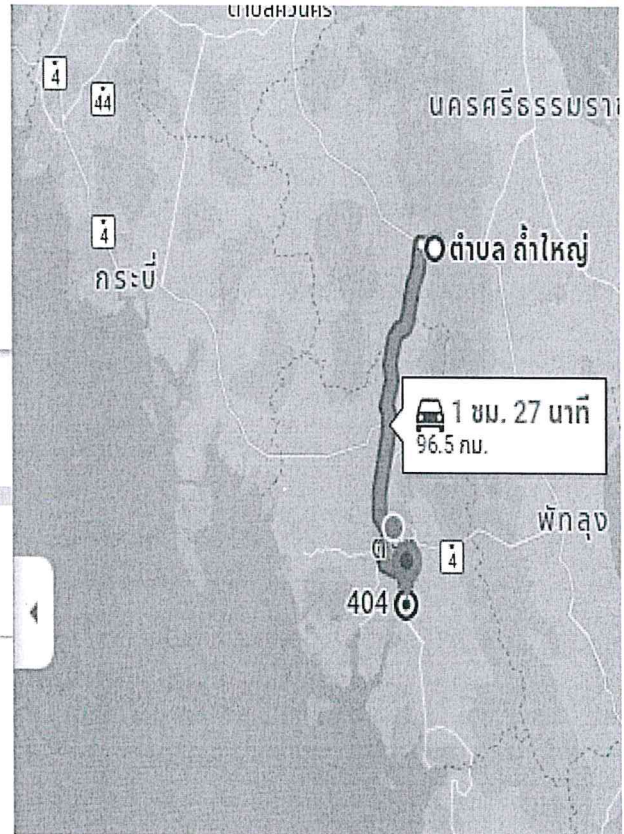 4
44
นครศรีธรรมรา
4
ตำบล ถ้ำใหญ่
กระบี่
1 ชม. 27 นาที
96.5 กม.
พัทลุง
4
404